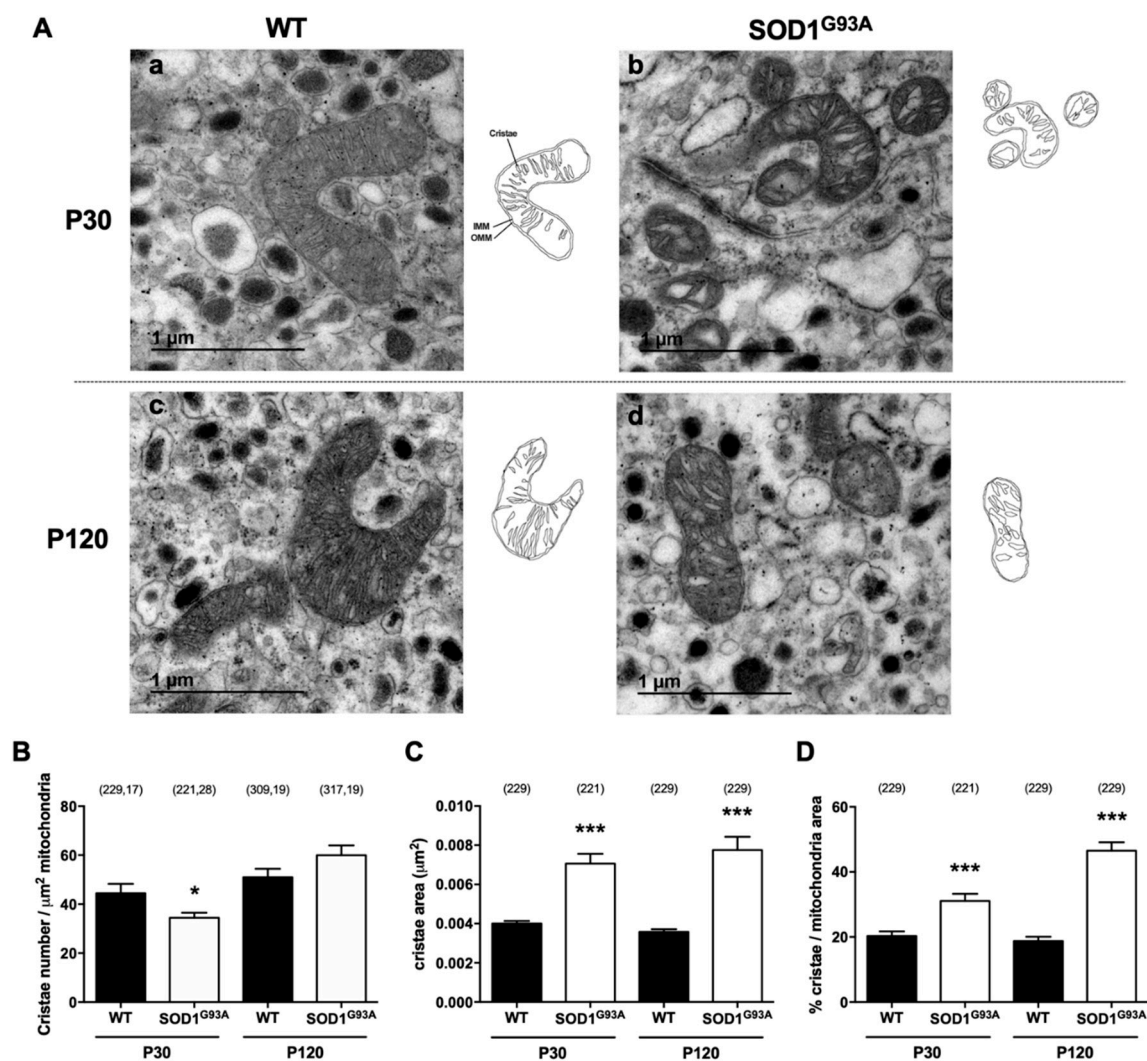 A
WT
SOD1G93A
a
b
Cristae
IMM
OMM
P30
1 µm
1 µm
c
d
P120
1 µm
1 µm
B
C
D
(229,17) (221,28) (309,19) (317,19)
Cristae number / µm2 mitochondria
80
60
40
20
0
*
WT SOD1G93A WT SOD1G93A
P30 P120
(229) (221) (229) (229)
cristae area (µm2)
0.010
0.008
0.006
0.004
0.002
0.000
*** ***
WT SOD1G93A WT SOD1G93A
P30 P120
(229) (221) (229) (229)
% cristae / mitochondria area
60
40
20
0
*** ***
WT SOD1G93A WT SOD1G93A
P30 P120